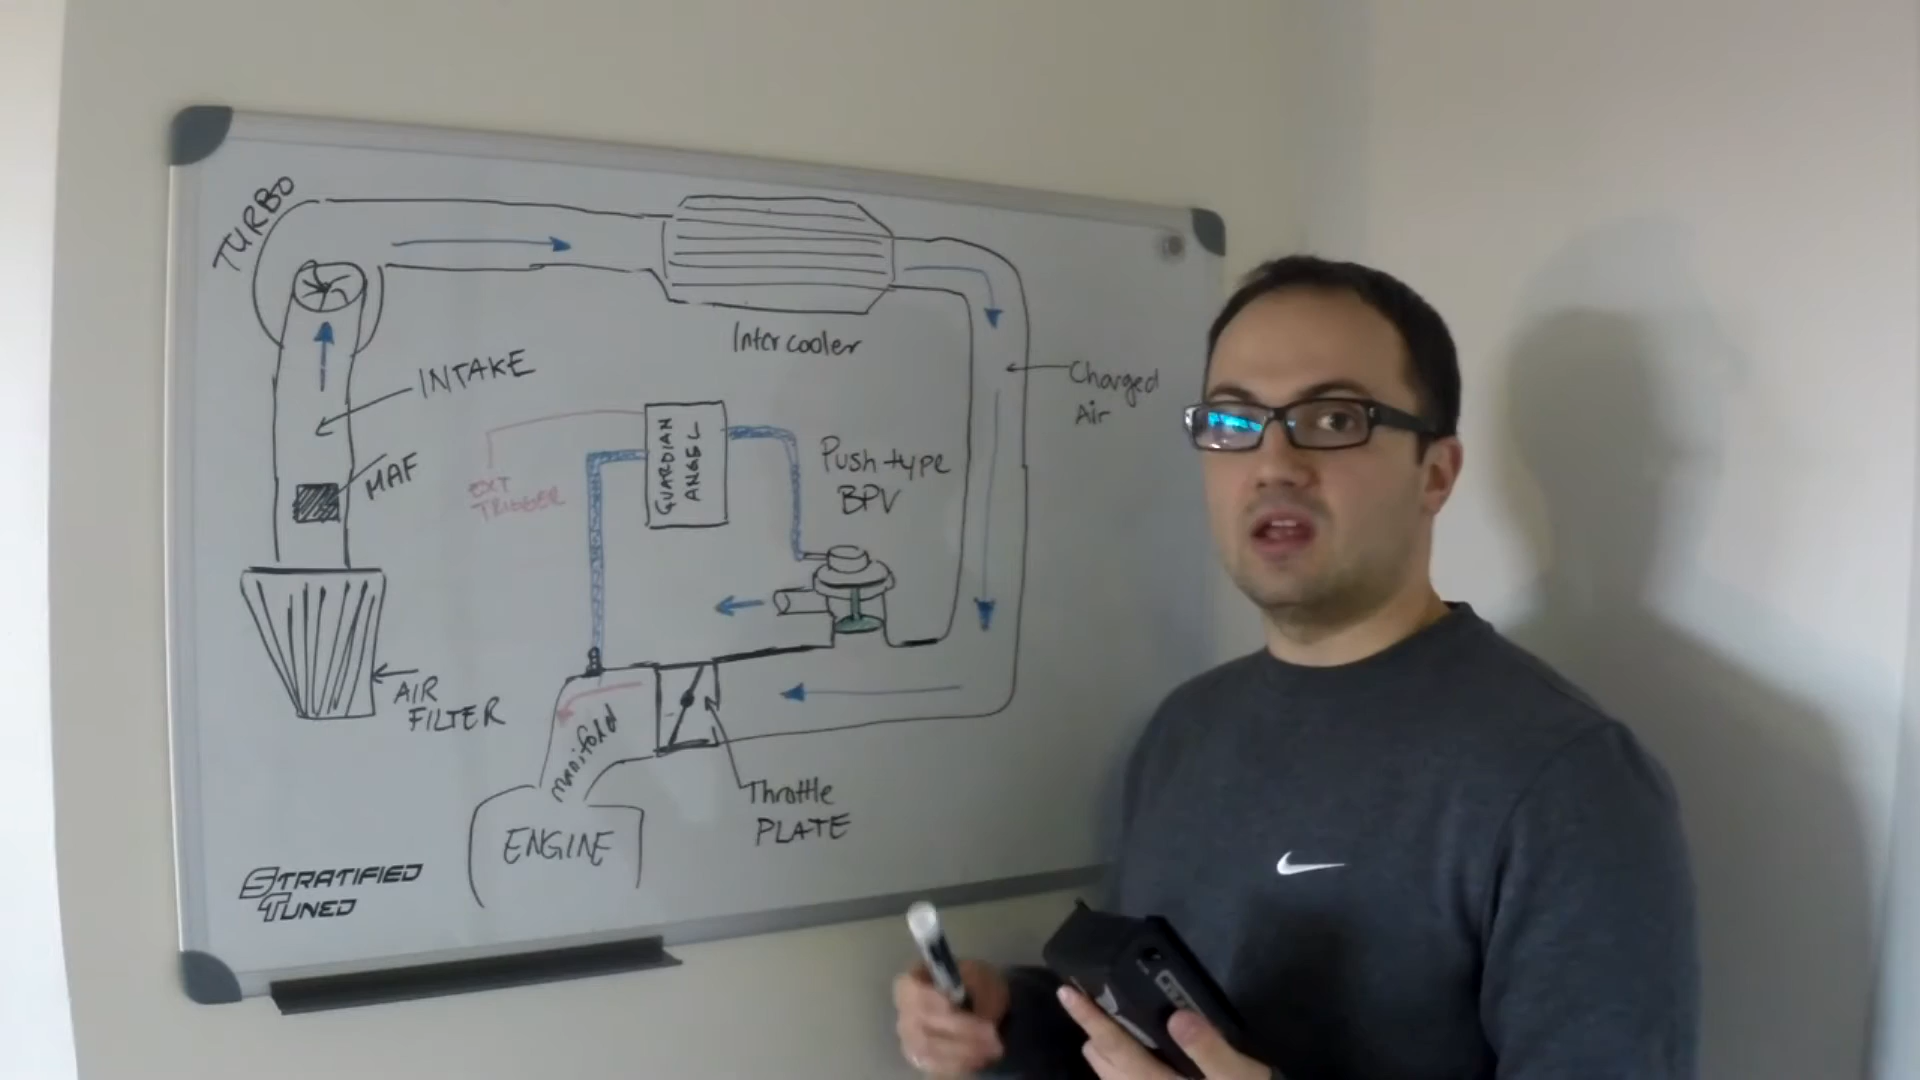 TURBO
Intercooler
INTAKE
Charged
Air
MAF
EXT
TRIGGER
GUARDIAN
ANGEL
Push type
BPV
AIR
FILTER
manifold
Throttle
PLATE
ENGINE
STRATIFIED
TUNED